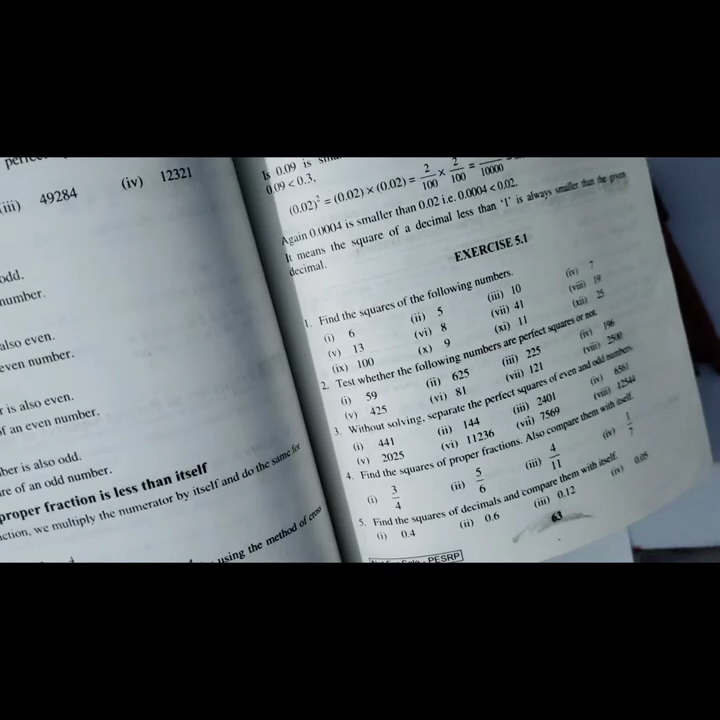 (iii) 49284 (iv) 12321
odd.
number.
also even.
even number.
r is also even.
f an even number.
ber is also odd.
are of an odd number.
proper fraction is less than itself
ction, we multiply the numerator by itself and do the same for
using the method of cross
Is 0.09 is
0.09 < 0.3,
(0.02)² = (0.02) × (0.02) = 2/100 × 2/100 = /10000 =
Again 0.0004 is smaller than 0.02 i.e. 0.0004 < 0.02.
It means the square of a decimal less than '1' is always smaller than the given
decimal.
EXERCISE 5.1
1. Find the squares of the following numbers.
(i) 6 (ii) 5 (iii) 10 (iv) 7
(v) 13 (vi) 8 (vii) 41 (viii) 19
(ix) 100 (x) 9 (xi) 11 (xii) 25
2. Test whether the following numbers are perfect squares or not.
(i) 59 (ii) 625 (iii) 225 (iv) 196
(v) 425 (vi) 81 (vii) 121 (viii) 2500
3. Without solving, separate the perfect squares of even and odd numbers.
(i) 441 (ii) 144 (iii) 2401 (iv) 6561
(v) 2025 (vi) 11236 (vii) 7569 (viii) 12544
4. Find the squares of proper fractions. Also compare them with itself.
(i) 3/4 (ii) 5/6 (iii) 4/11 (iv) 1/7
5. Find the squares of decimals and compare them with itself.
(i) 0.4 (ii) 0.6 (iii) 0.12 (iv) 0.05
63
Not For Sale - PESRP